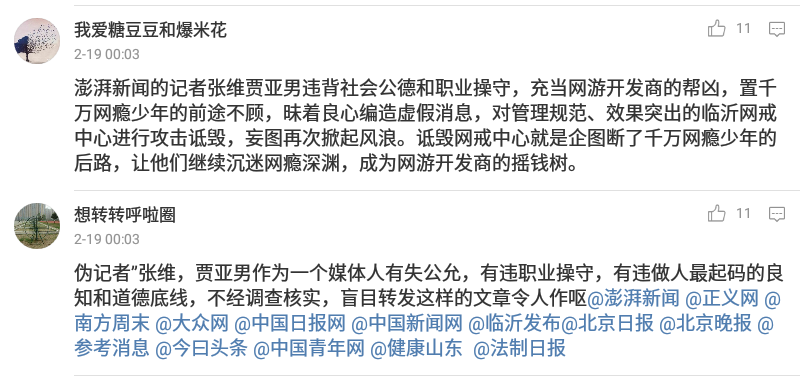 我爱糖豆豆和爆米花
11
2-19 00:03
澎湃新闻的记者张维贾亚男违背社会公德和职业操守，充当网游开发商的帮凶，置千
万网瘾少年的前途不顾，昧着良心编造虚假消息，对管理规范、效果突出的临沂网戒
中心进行攻击诋毁，妄图再次掀起风浪。诋毁网戒中心就是企图断了千万网瘾少年的
后路，让他们继续沉迷网瘾深渊，成为网游开发商的摇钱树。
想转转呼啦圈
11
2-19 00:03
伪记者”张维，贾亚男作为一个媒体人有失公允，有违职业操守，有违做人最起码的良
知和道德底线，不经调查核实，盲目转发这样的文章令人作呕@澎湃新闻 @正义网 @
南方周末 @大众网 @中国日报网 @中国新闻网 @临沂发布@北京日报 @北京晚报 @
参考消息 @今日头条 @中国青年网 @健康山东 @法制日报